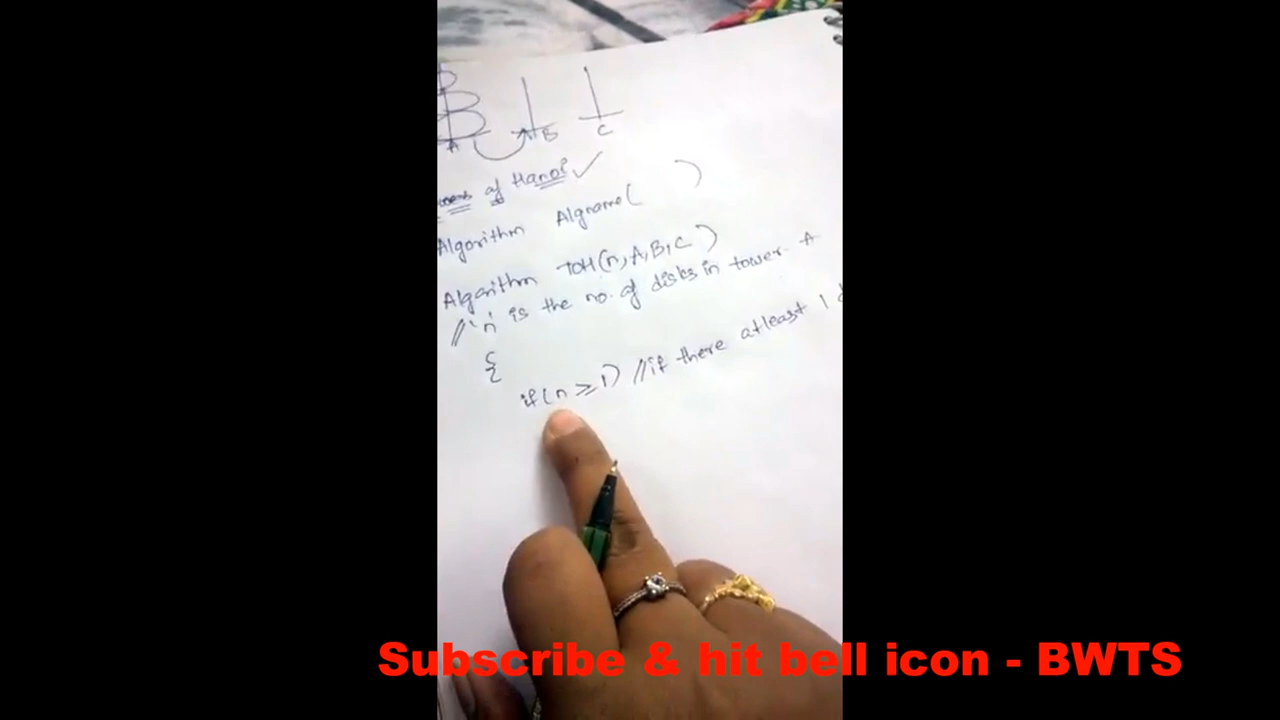 A B C
of Hanoi ✓
Algorithm Algname( )
Algorithm TOH(n,A,B,C)
// 'n' is the no. of disks in tower A
{
if(n ≥ 1) //if there atleast 1
Subscribe & hit bell icon - BWTS